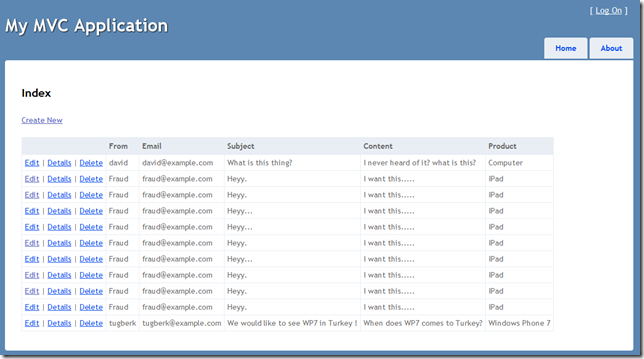 [ Log On ]
My MVC Application
Home About
Index
Create New
From Email Subject Content Product
Edit | Details | Delete david david@example.com What is this thing? I never heard of it? what is this? Computer
Edit | Details | Delete Fraud fraud@example.com Heyy. I want this..... IPad
Edit | Details | Delete Fraud fraud@example.com Heyy. I want this..... IPad
Edit | Details | Delete Fraud fraud@example.com Heyy... I want this..... IPad
Edit | Details | Delete Fraud fraud@example.com Heyy... I want this..... IPad
Edit | Details | Delete Fraud fraud@example.com Heyy. I want this..... IPad
Edit | Details | Delete Fraud fraud@example.com Heyy... I want this..... IPad
Edit | Details | Delete Fraud fraud@example.com Heyy. I want this..... IPad
Edit | Details | Delete Fraud fraud@example.com Heyy. I want this..... IPad
Edit | Details | Delete Fraud fraud@example.com Heyy. I want this..... IPad
Edit | Details | Delete tugberk tugberk@example.com We would like to see WP7 in Turkey ! When does WP7 comes to Turkey? Windows Phone 7